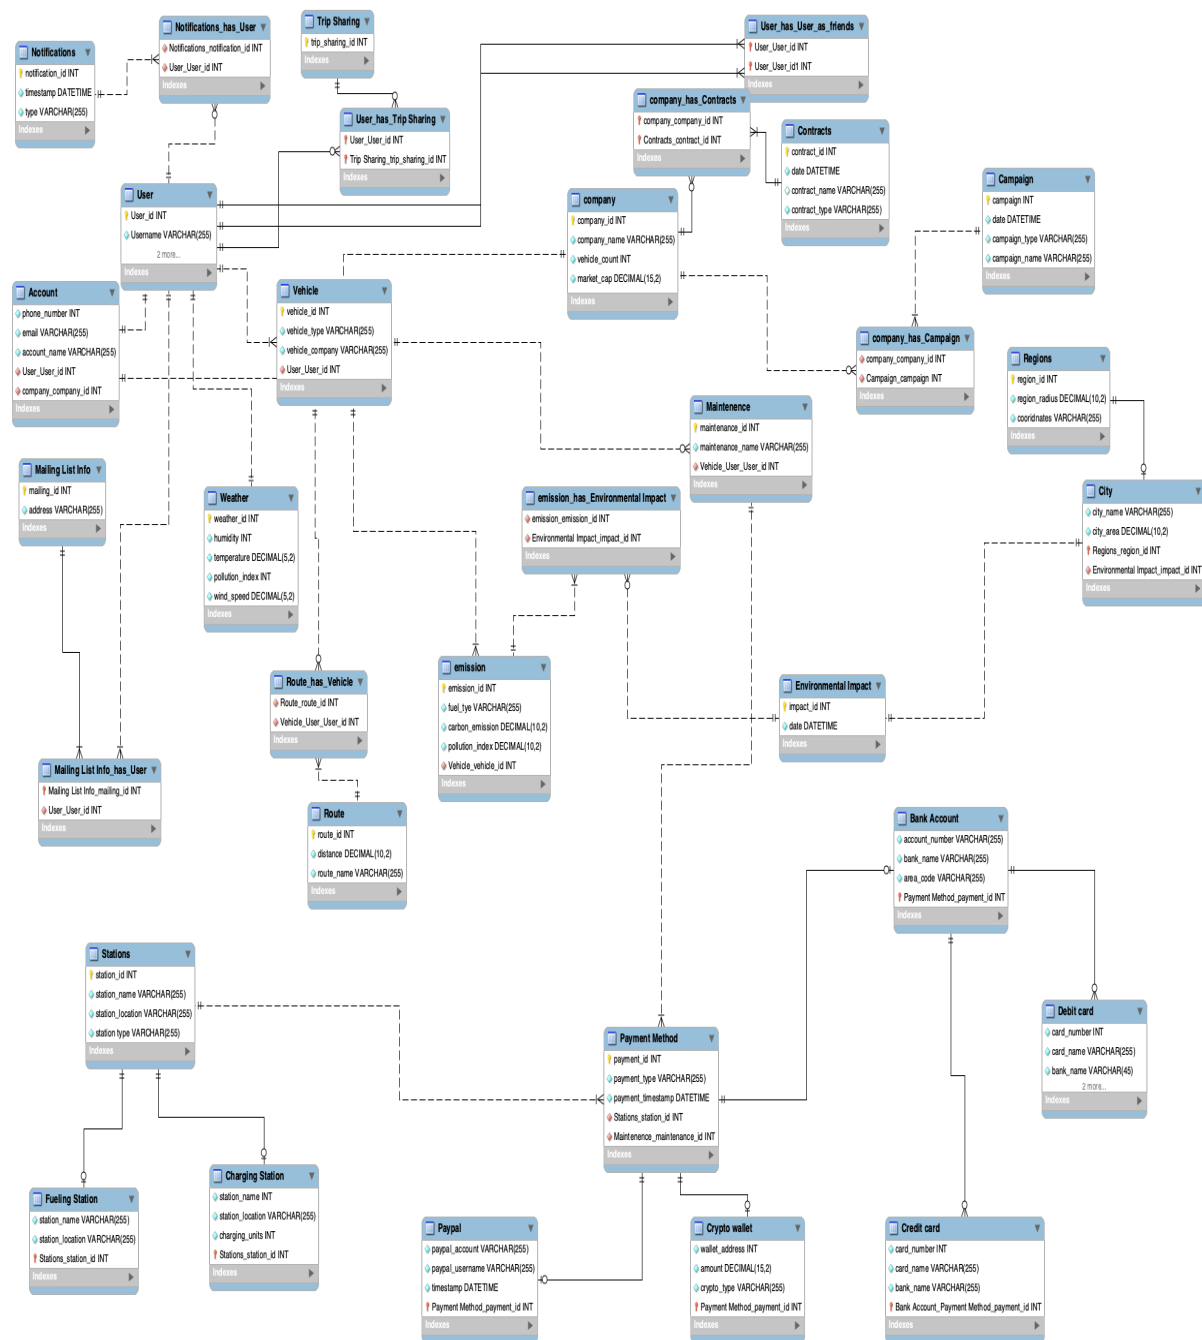 Notifications
notification_id INT
timestamp DATETIME
type VARCHAR(255)
Indexes
Notifications_has_User
Notifications_notification_id INT
User_User_id INT
Indexes
Trip Sharing
trip_sharing_id INT
Indexes
User_has_Trip Sharing
User_User_id INT
Trip Sharing_trip_sharing_id INT
Indexes
User_has_User_as_friends
User_User_id INT
User_User_id1 INT
Indexes
company_has_Contracts
company_company_id INT
Contracts_contract_id INT
Indexes
Contracts
contract_id INT
date DATETIME
contract_name VARCHAR(255)
contract_type VARCHAR(255)
Indexes
Campaign
campaign INT
date DATETIME
campaign_type VARCHAR(255)
campaign_name VARCHAR(255)
Indexes
User
User_id INT
Username VARCHAR(255)
2 more...
Indexes
company
company_id INT
company_name VARCHAR(255)
vehicle_count INT
market_cap DECIMAL(15,2)
Indexes
Account
phone_number INT
email VARCHAR(255)
account_name VARCHAR(255)
User_User_id INT
company_company_id INT
Indexes
Vehicle
vehicle_id INT
vehicle_type VARCHAR(255)
vehicle_company VARCHAR(255)
User_User_id INT
Indexes
company_has_Campaign
company_company_id INT
Campaign_campaign INT
Indexes
Regions
region_id INT
region_radius DECIMAL(10,2)
cooridnates VARCHAR(255)
Indexes
Maintenence
maintenance_id INT
maintenance_name VARCHAR(255)
Vehicle_User_User_id INT
Indexes
Mailing List Info
mailing_id INT
address VARCHAR(255)
Indexes
Weather
weather_id INT
humidity INT
temperature DECIMAL(5,2)
pollution_index INT
wind_speed DECIMAL(5,2)
Indexes
emission_has_Environmental Impact
emission_emission_id INT
Environmental Impact_impact_id INT
Indexes
City
city_name VARCHAR(255)
city_area DECIMAL(10,2)
Regions_region_id INT
Environmental Impact_impact_id INT
Indexes
Route_has_Vehicle
Route_route_id INT
Vehicle_User_User_id INT
Indexes
emission
emission_id INT
fuel_tye VARCHAR(255)
carbon_emission DECIMAL(10,2)
pollution_index DECIMAL(10,2)
Vehicle_vehicle_id INT
Indexes
Environmental Impact
impact_id INT
date DATETIME
Indexes
Mailing List Info_has_User
Mailing List Info_mailing_id INT
User_User_id INT
Indexes
Route
route_id INT
distance DECIMAL(10,2)
route_name VARCHAR(255)
Indexes
Bank Account
account_number VARCHAR(255)
bank_name VARCHAR(255)
area_code VARCHAR(255)
Payment Method_payment_id INT
Indexes
Stations
station_id INT
station_name VARCHAR(255)
station_location VARCHAR(255)
station type VARCHAR(255)
Indexes
Payment Method
payment_id INT
payment_type VARCHAR(255)
payment_timestamp DATETIME
Stations_station_id INT
Maintenence_maintenance_id INT
Indexes
Debit card
card_number INT
card_name VARCHAR(255)
bank_name VARCHAR(45)
2 more...
Indexes
Fueling Station
station_name VARCHAR(255)
station_location VARCHAR(255)
Stations_station_id INT
Indexes
Charging Station
station_name INT
station_location VARCHAR(255)
charging_units INT
Stations_station_id INT
Indexes
Paypal
paypal_account VARCHAR(255)
paypal_username VARCHAR(255)
timestamp DATETIME
Payment Method_payment_id INT
Indexes
Crypto wallet
wallet_address INT
amount DECIMAL(15,2)
crypto_type VARCHAR(255)
Payment Method_payment_id INT
Indexes
Credit card
card_number INT
card_name VARCHAR(255)
bank_name VARCHAR(255)
Bank Account_Payment Method_payment_id INT
Indexes